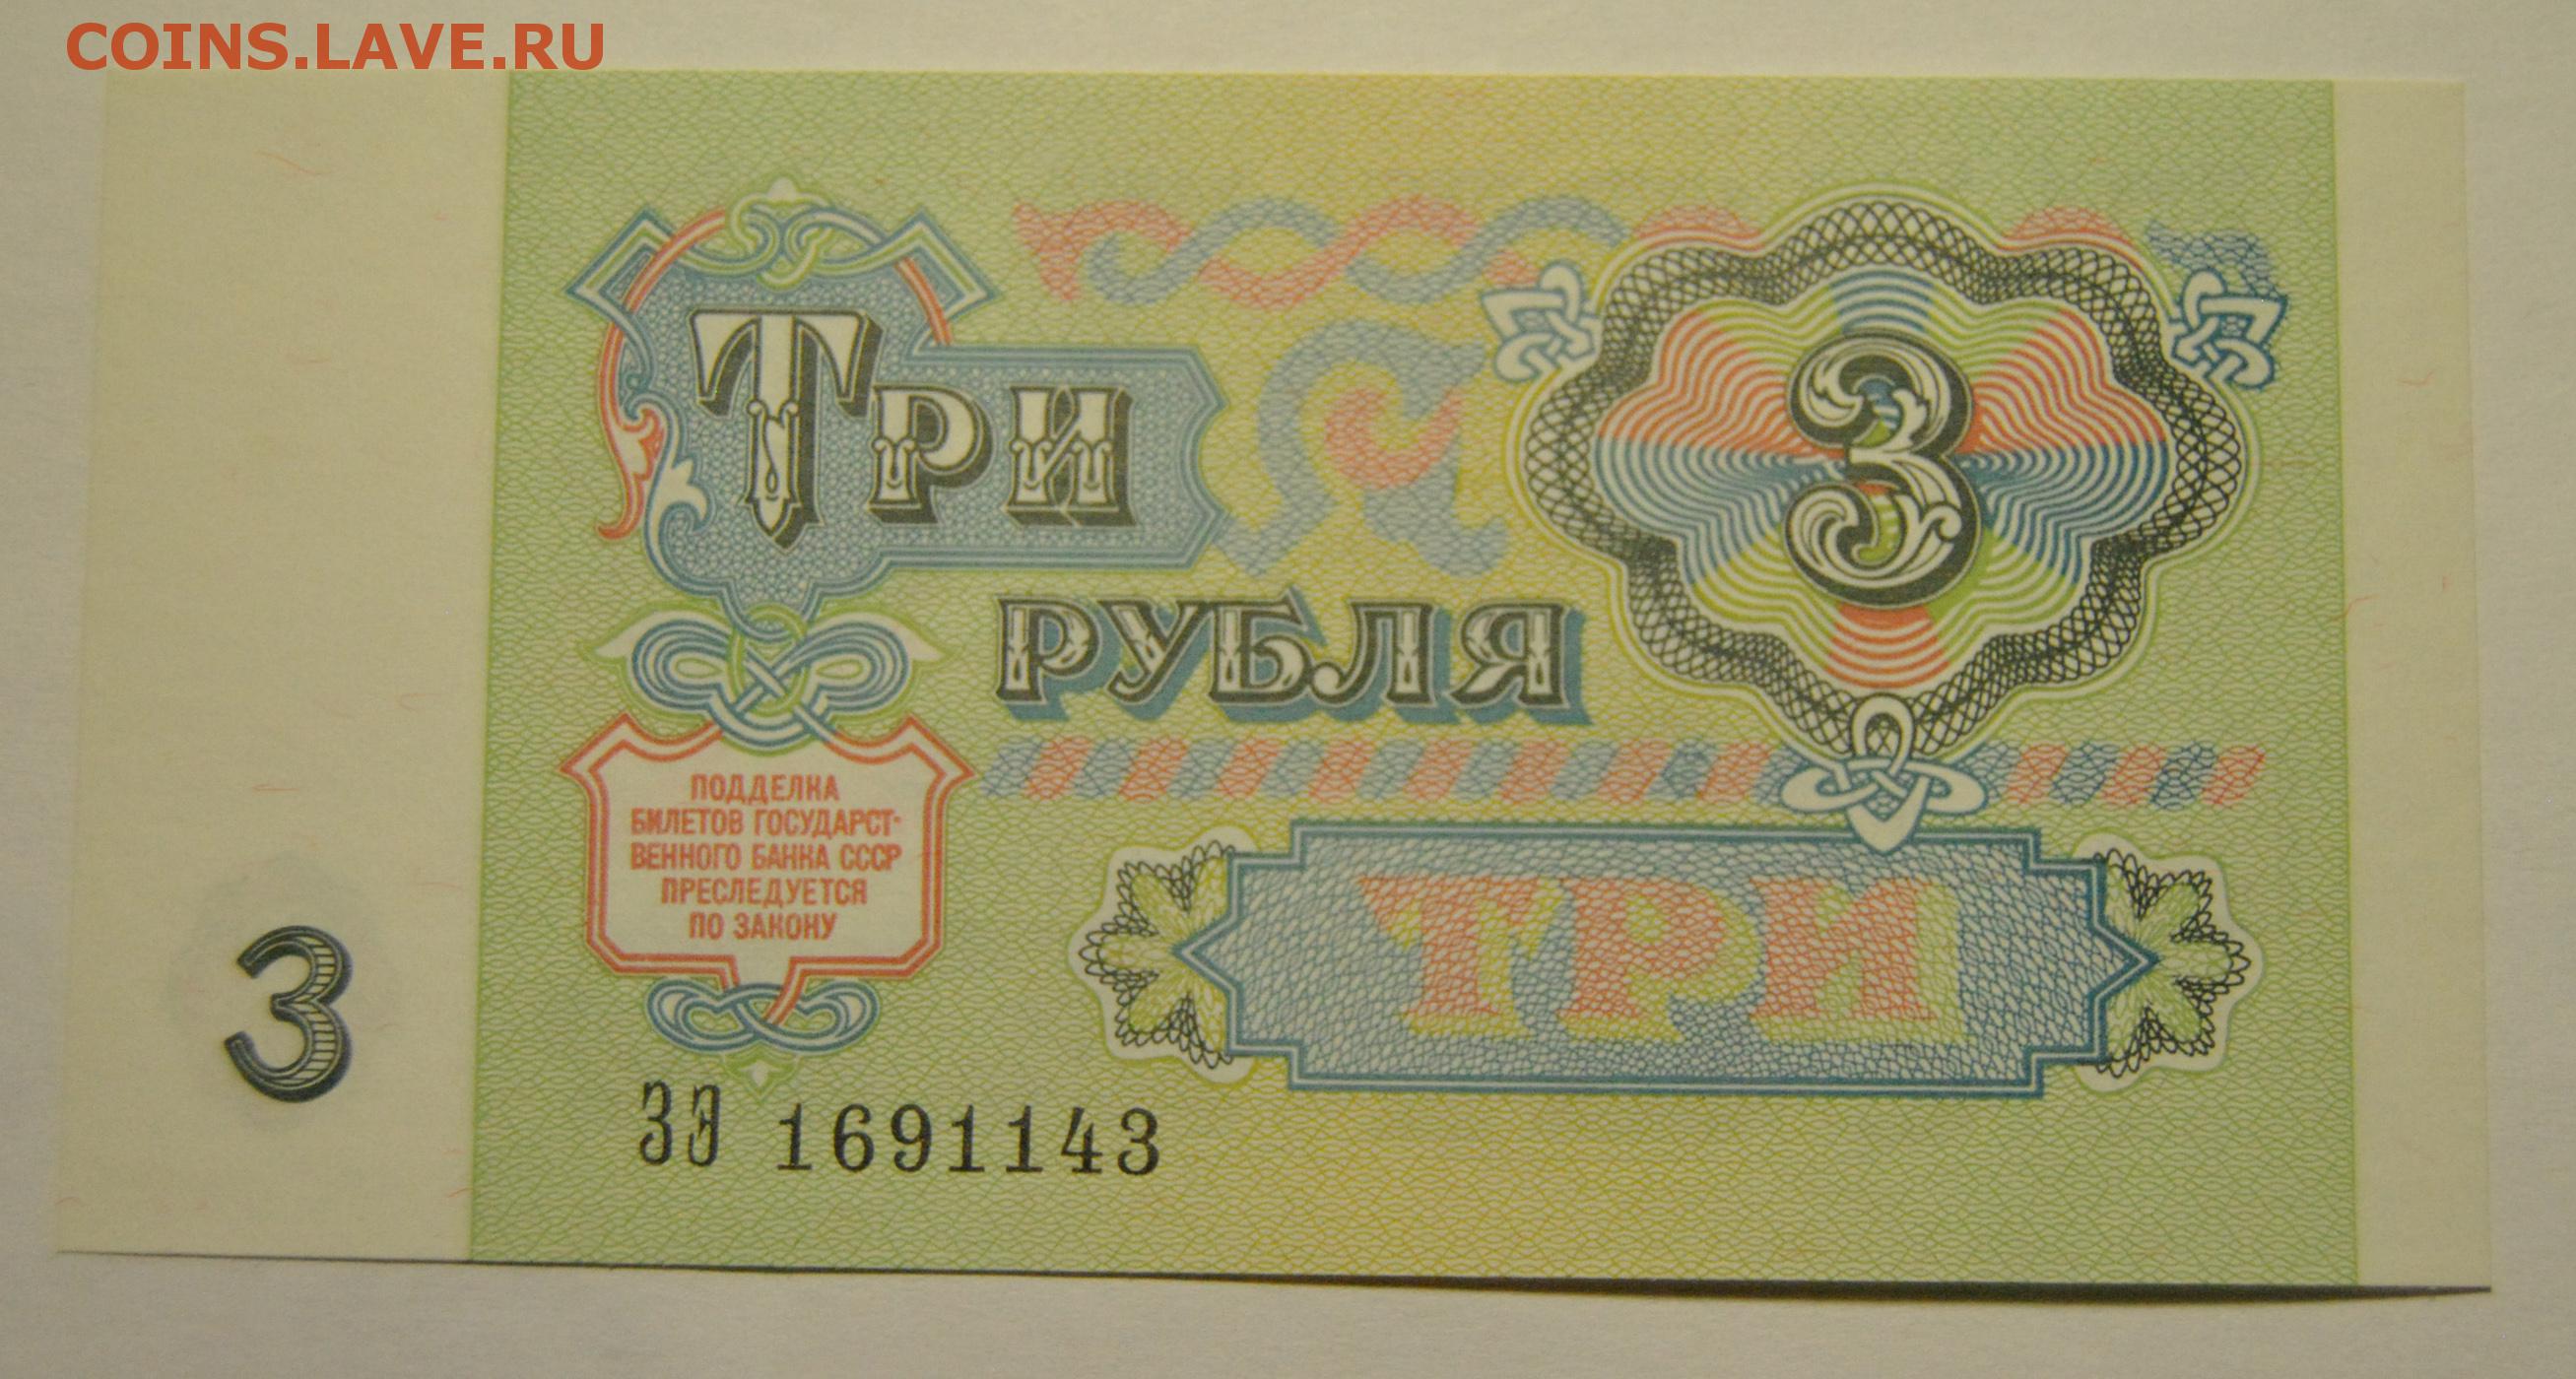 COINS.LAVE.RU
Три
3
РУБЛЯ
ПОДДЕЛКА
БИЛЕТОВ ГОСУДАРСТ-
ВЕННОГО БАНКА СССР
ПРЕСЛЕДУЕТСЯ
ПО ЗАКОНУ
ТРИ
3
ЗЭ 1691143